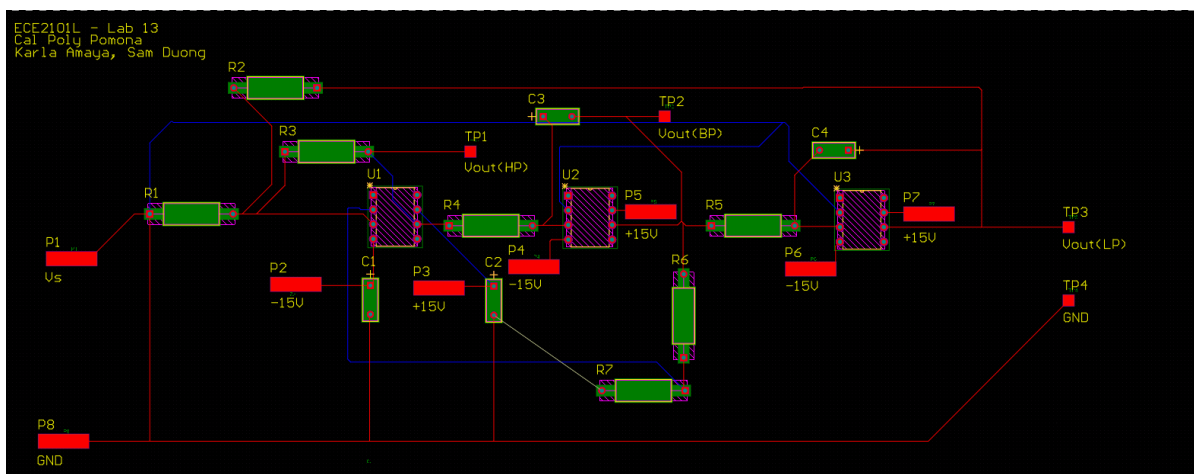 ECE2101L - Lab 13
Cal Poly Pomona
Karla Amaya, Sam Duong
R2
C3
TP2
Vout(BP)
R3
TP1
Vout(HP)
C4
U1
U2
U3
R1
R4
P5
+15V
R5
P7
+15V
TP3
Vout(LP)
P1
Vs
P4
-15V
P6
-15V
P2
-15V
C1
P3
+15V
C2
R6
TP4
GND
R7
P8
GND